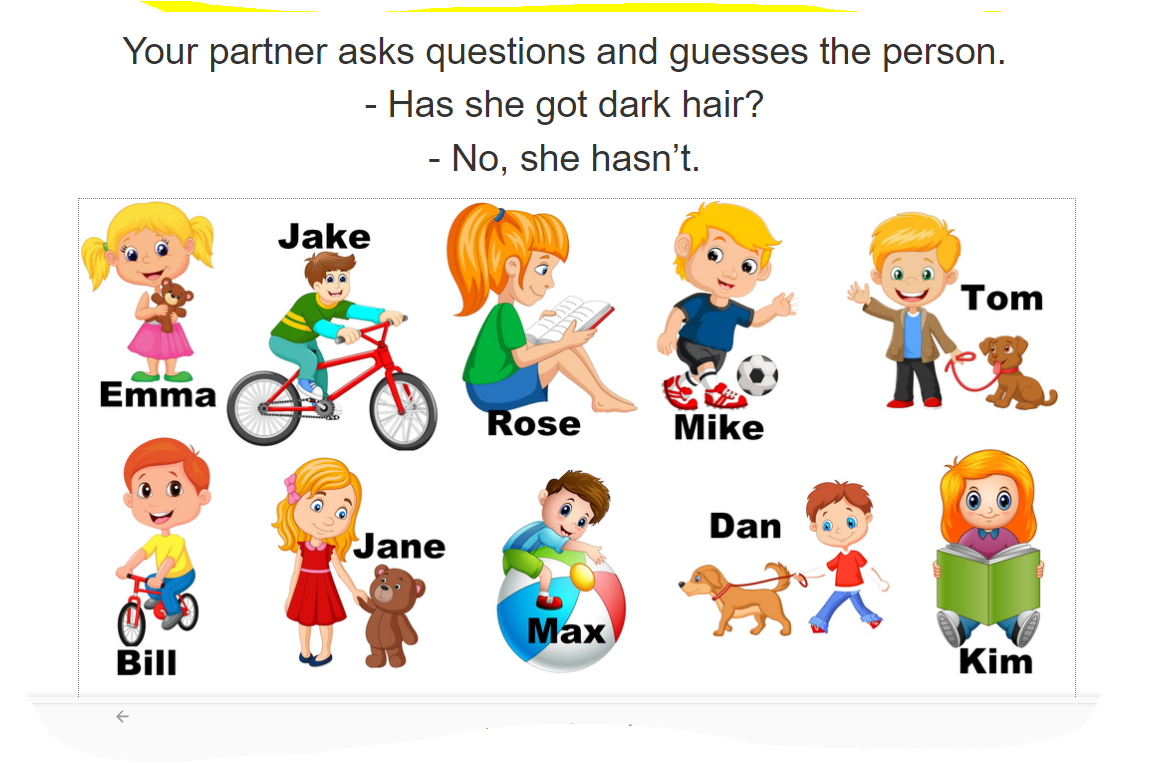 Your partner asks questions and guesses the person.
- Has she got dark hair?
- No, she hasn’t.
Jake
Tom
Emma
Rose
Mike
Dan
Jane
Max
Bill
Kim